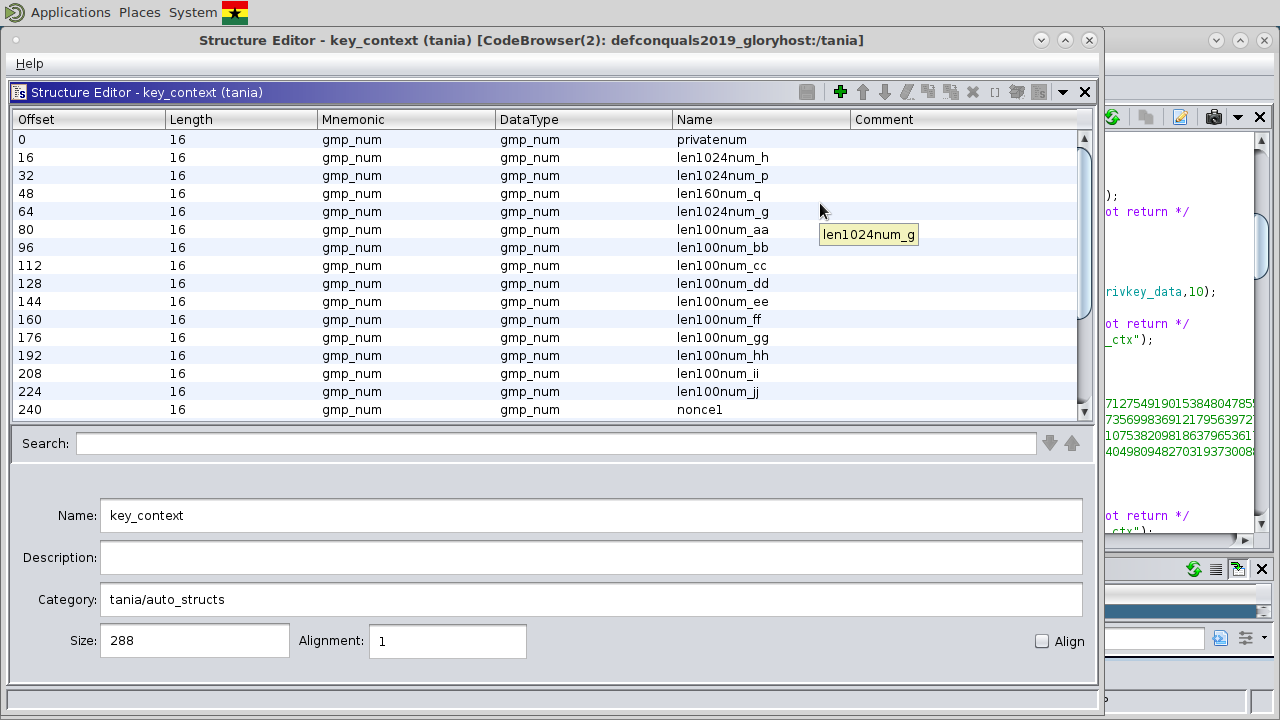 Applications Places System
Structure Editor - key_context (tania) [CodeBrowser(2): defconquals2019_gloryhost:/tania]
Help
Structure Editor - key_context (tania)
Offset Length Mnemonic DataType Name Comment
0 16 gmp_num gmp_num privatenum
16 16 gmp_num gmp_num len1024num_h
32 16 gmp_num gmp_num len1024num_p
48 16 gmp_num gmp_num len160num_q
64 16 gmp_num gmp_num len1024num_g
80 16 gmp_num gmp_num len100num_aa
len1024num_g
96 16 gmp_num gmp_num len100num_bb
112 16 gmp_num gmp_num len100num_cc
128 16 gmp_num gmp_num len100num_dd
144 16 gmp_num gmp_num len100num_ee
160 16 gmp_num gmp_num len100num_ff
176 16 gmp_num gmp_num len100num_gg
192 16 gmp_num gmp_num len100num_hh
208 16 gmp_num gmp_num len100num_ii
224 16 gmp_num gmp_num len100num_jj
240 16 gmp_num gmp_num nonce1
Search:
Name: key_context
Description:
Category: tania/auto_structs
Size: 288 Alignment: 1 Align
);
ot return */
rivkey_data,10);
ot return */
_ctx");
71275491901538480478555
735699836912179563972
107538209818637965361
404980948270319373008
ot return */
_ctx");